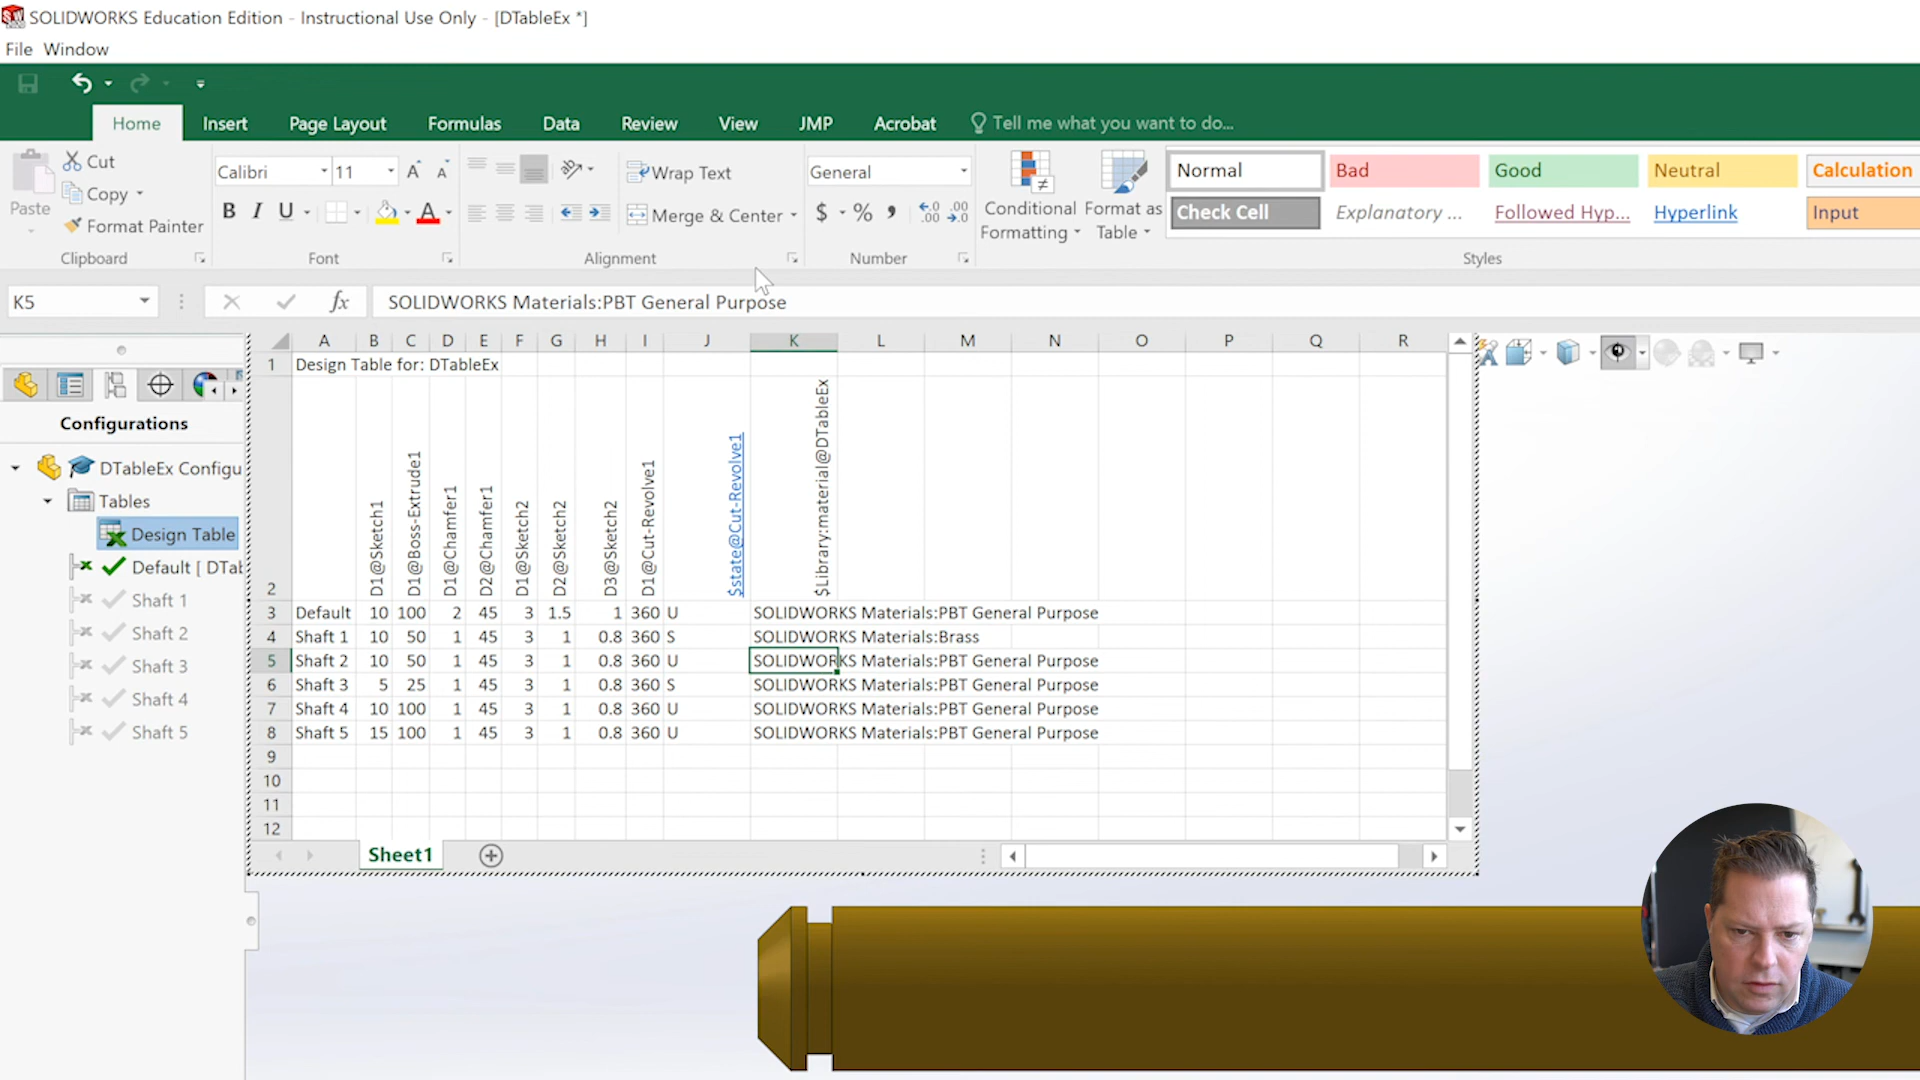 SOLIDWORKS Education Edition - Instructional Use Only - [DTableEx *]
File Window
Home Insert Page Layout Formulas Data Review View JMP Acrobat Tell me what you want to do...
Paste
Cut
Copy
Format Painter
Clipboard
Calibri 11
B I U
Font
Wrap Text
Merge & Center
Alignment
General
$ % ,
Number
Conditional Formatting
Format as Table
Normal Bad Good Neutral Calculation
Check Cell Explanatory ... Followed Hyp... Hyperlink Input
Styles
K5 fx SOLIDWORKS Materials:PBT General Purpose
Configurations
DTableEx Configu
Tables
Design Table
Default [ DTab
Shaft 1
Shaft 2
Shaft 3
Shaft 4
Shaft 5
A B C D E F G H I J K L M N O P Q R
1 Design Table for: DTableEx
2 D1@Sketch1 D1@Boss-Extrude1 D1@Chamfer1 D2@Chamfer1 D1@Sketch2 D2@Sketch2 D3@Sketch2 D1@Cut-Revolve1 $state@Cut-Revolve1 $Library:material@DTableEx
3 Default 10 100 2 45 3 1.5 1 360 U SOLIDWORKS Materials:PBT General Purpose
4 Shaft 1 10 50 1 45 3 1 0.8 360 S SOLIDWORKS Materials:Brass
5 Shaft 2 10 50 1 45 3 1 0.8 360 U SOLIDWORKS Materials:PBT General Purpose
6 Shaft 3 5 25 1 45 3 1 0.8 360 S SOLIDWORKS Materials:PBT General Purpose
7 Shaft 4 10 100 1 45 3 1 0.8 360 U SOLIDWORKS Materials:PBT General Purpose
8 Shaft 5 15 100 1 45 3 1 0.8 360 U SOLIDWORKS Materials:PBT General Purpose
9
10
11
12
Sheet1